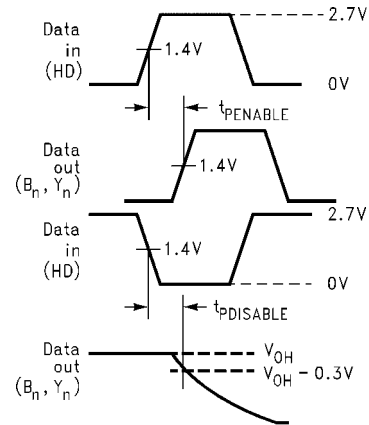 Data
in
(HD)
1.4V
2.7V
0V
tPENABLE
Data
out
(Bn, Yn)
1.4V
Data
in
(HD)
1.4V
2.7V
0V
tPDISABLE
Data
out
(Bn, Yn)
VOH
VOH - 0.3V